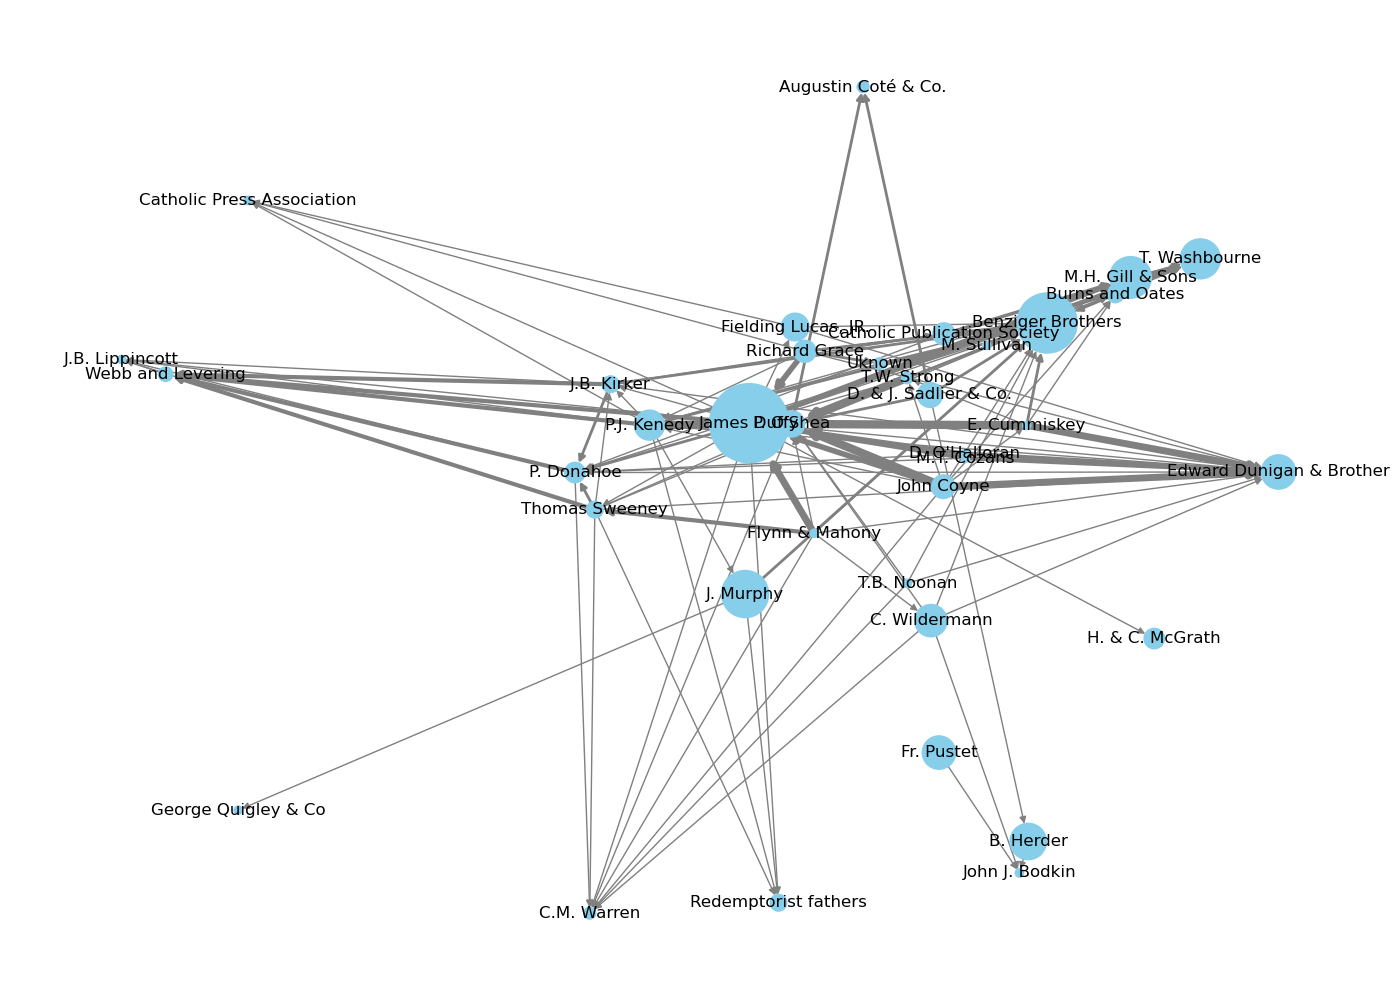 Augustin Coté & Co.
Catholic Press Association
T. Washbourne
M.H. Gill & Sons
Burns and Oates
Benziger Brothers
Fielding Lucas, JR.
Catholic Publication Society
M. Sullivan
Richard Grace
J.B. Lippincott
Uknown
Webb and Levering
T.W. Strong
J.B. Kirker
D. & J. Sadlier & Co.
P.J. Kenedy
James Duffy
P. O'Shea
E. Cummiskey
D. O'Halloran
M.T. Cozans
P. Donahoe
Edward Dunigan & Brother
John Coyne
Thomas Sweeney
Flynn & Mahony
T.B. Noonan
J. Murphy
C. Wildermann
H. & C. McGrath
Fr. Pustet
George Quigley & Co
B. Herder
John J. Bodkin
Redemptorist fathers
C.M. Warren